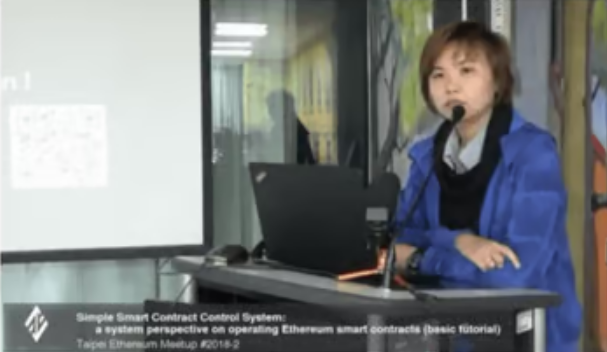 n !
Simple Smart Contract Control System:
a system perspective on operating Ethereum smart contracts (basic tutorial)
Taipei Ethereum Meetup #2018-2